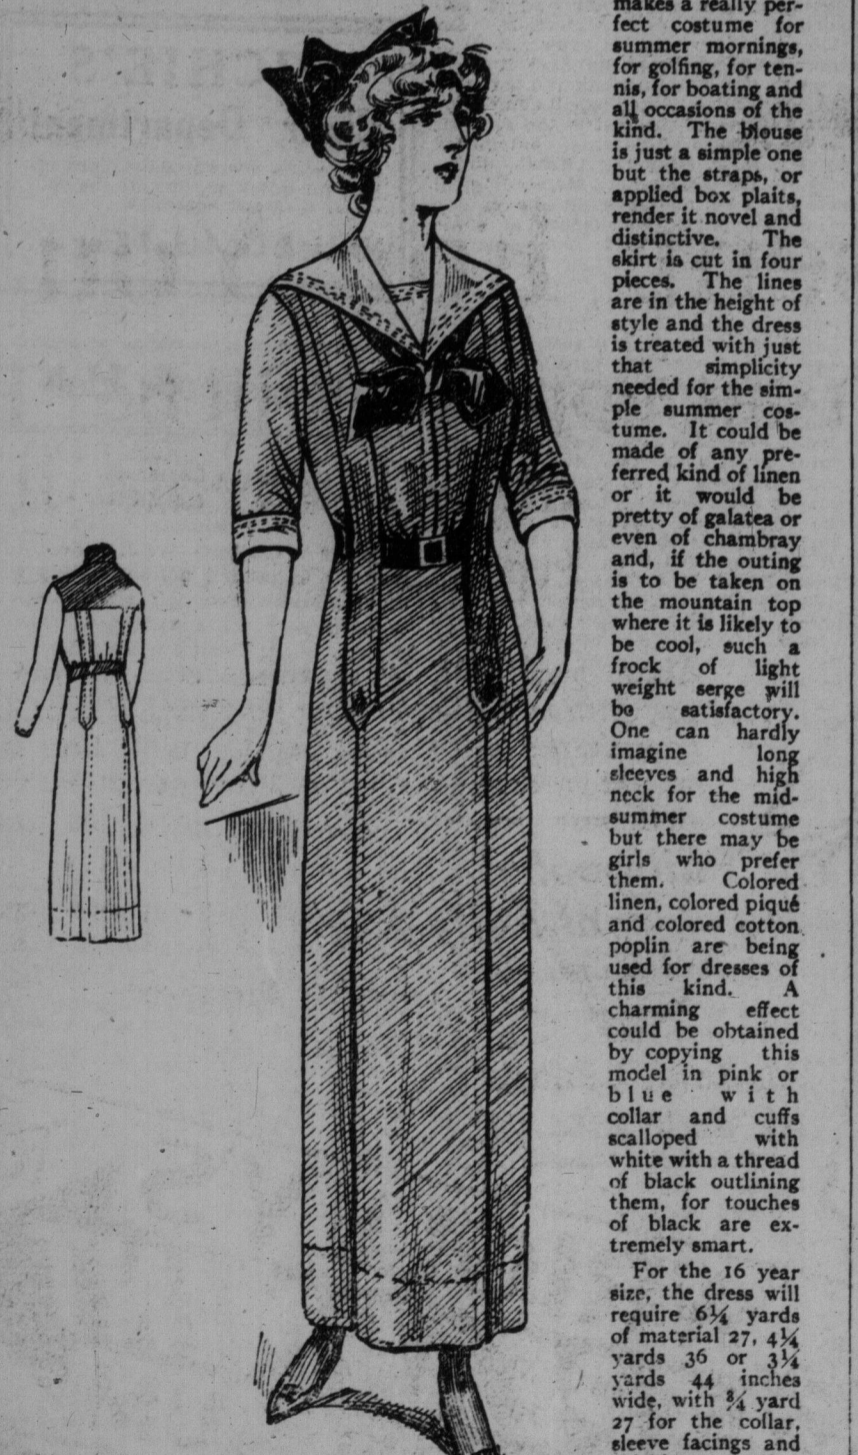 makes a really per-
fect costume for
summer mornings,
for golfing, for ten-
nis, for boating and
all occasions of the
kind. The blouse
is just a simple one
but the straps, or
applied box plaits,
render it novel and
distinctive. The
skirt is cut in four
pieces. The lines
are in the height of
style and the dress
is treated with just
that simplicity
needed for the sim-
ple summer cos-
tume. It could be
made of any pre-
ferred kind of linen
or it would be
pretty of galatea or
even of chambray
and, if the outing
is to be taken on
the mountain top
where it is likely to
be cool, such a
frock of light
weight serge will
be satisfactory.
One can hardly
imagine long
sleeves and high
neck for the mid-
summer costume
but there may be
girls who prefer
them. Colored
linen, colored piqué
and colored cotton
poplin are being
used for dresses of
this kind. A
charming effect
could be obtained
by copying this
model in pink or
blue with
collar and cuffs
scalloped with
white with a thread
of black outlining
them, for touches
of black are ex-
tremely smart.
For the 16 year
size, the dress will
require 6¼ yards
of material 27, 4¼
yards 36 or 3¼
yards 44 inches
wide, with ¾ yard
27 for the collar,
sleeve facings and